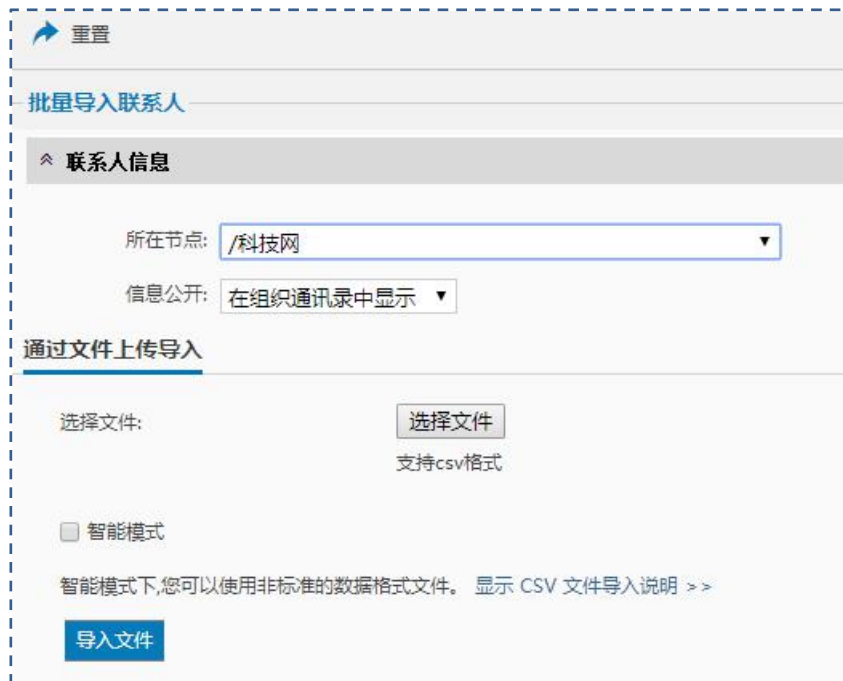 重置
批量导入联系人
联系人信息
所在节点: /科技网
信息公开: 在组织通讯录中显示
通过文件上传导入
选择文件: 选择文件
支持csv格式
智能模式
智能模式下,您可以使用非标准的数据格式文件。 显示 CSV 文件导入说明 >>
导入文件